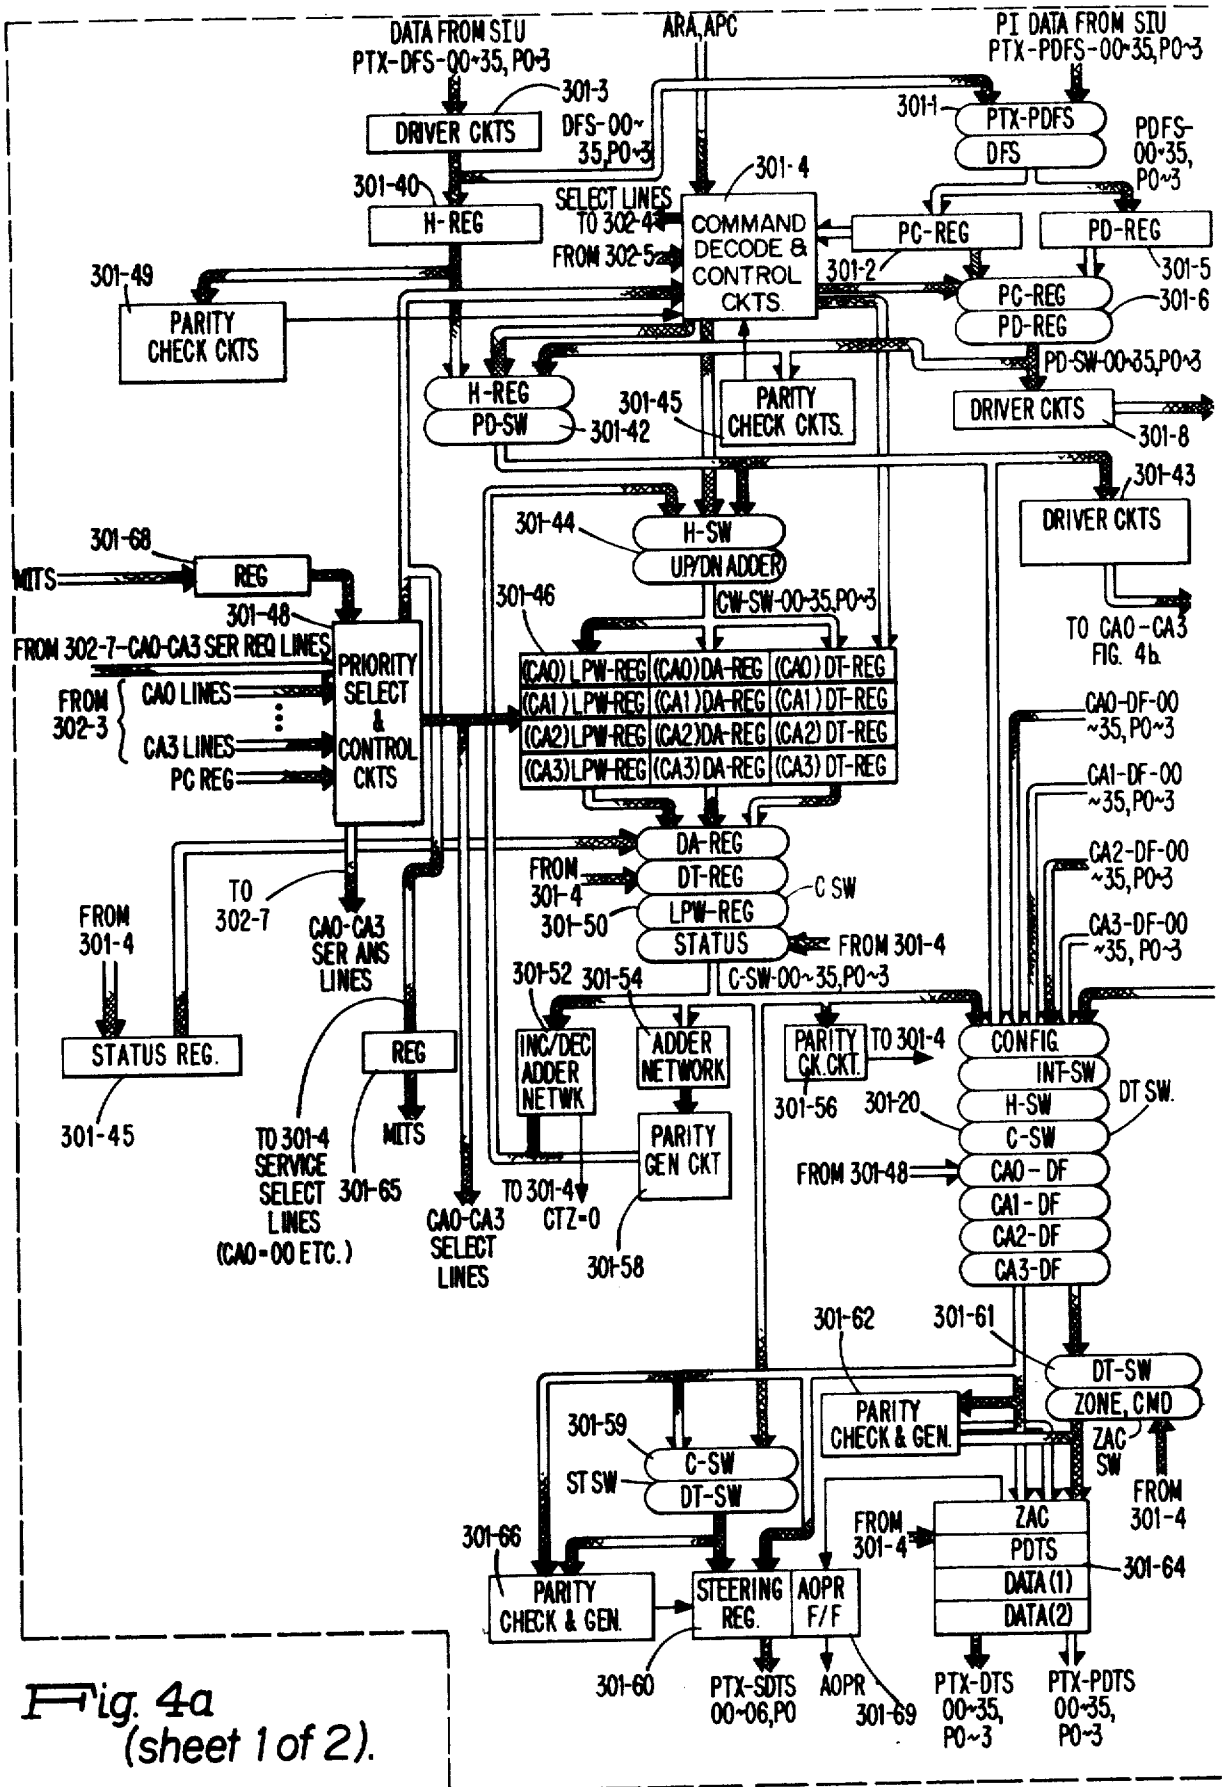 DATA FROM SIU
PTX-DFS-00~35, P0~3
ARA,APC
PI DATA FROM SIU
PTX-PDFS-00~35, P0~3
301-3
DRIVER CKTS
DFS-00~
35,P0~3
301-1
PTX-PDFS
DFS
PDFS-
00~35,
P0~3
301-40
H-REG
301-4
SELECT LINES
TO 302-4
FROM 302-5
COMMAND
DECODE &
CONTROL
CKTS.
PC-REG
301-2
PD-REG
301-5
301-49
PARITY
CHECK CKTS
PC-REG
PD-REG
301-6
PD-SW-00~35,P0~3
H-REG
PD-SW
301-42
301-45
PARITY
CHECK CKTS.
DRIVER CKTS
301-8
301-43
DRIVER CKTS
TO CA0-CA3
FIG. 4b
301-44
H-SW
UP/DN ADDER
301-68
MITS
REG
301-46
CW-SW-00~35,P0~3
301-48
FROM 302-7-CA0-CA3 SER REQ LINES
FROM
302-3
CA0 LINES
CA3 LINES
PC REG
PRIORITY
SELECT
&
CONTROL
CKTS
(CA0) LPW-REG (CA0) DA-REG (CA0) DT-REG
(CA1) LPW-REG (CA1) DA-REG (CA1) DT-REG
(CA2) LPW-REG (CA2) DA-REG (CA2) DT-REG
(CA3) LPW-REG (CA3) DA-REG (CA3) DT-REG
CA0-DF-00
~35, P0~3
CA1-DF-00
~35, P0~3
CA2-DF-00
~35, P0~3
CA3-DF-00
~35, P0~3
DA-REG
DT-REG
LPW-REG
STATUS
FROM
301-4
301-50
C SW
FROM 301-4
C-SW-00~35,P0~3
TO
302-7
CA0-CA3
SER ANS
LINES
FROM
301-4
STATUS REG.
301-45
REG
MITS
TO 301-4
SERVICE
SELECT
LINES
(CA0=00 ETC.)
301-65
301-52
INC/DEC
ADDER
NETWK
301-54
ADDER
NETWORK
PARITY
CK.CKT.
TO 301-4
301-56
PARITY
GEN CKT
301-58
TO 301-4
CTZ=0
CA0-CA3
SELECT
LINES
301-20
DT SW.
CONFIG.
INT-SW
H-SW
C-SW
CA0 - DF
CA1 - DF
CA2-DF
CA3-DF
FROM 301-48
301-61
DT-SW
ZONE, CMD
ZAC
SW
FROM
301-4
301-62
PARITY
CHECK & GEN.
301-59
ST SW
C-SW
DT-SW
301-66
PARITY
CHECK & GEN.
STEERING
REG.
AOPR
F/F
301-60
PTX-SDTS
00~06,P0
AOPR
301-69
FROM
301-4
ZAC
PDTS
DATA(1)
DATA(2)
301-64
PTX-DTS
00~35,
P0~3
PTX-PDTS
00~35,
P0~3
Fig. 4a
(sheet 1 of 2).